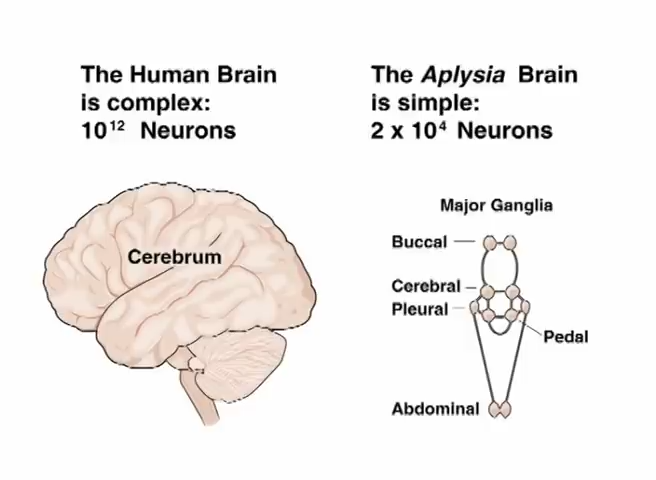 The Human Brain
is complex:
10¹² Neurons
Cerebrum
The Aplysia Brain
is simple:
2 x 10⁴ Neurons
Major Ganglia
Buccal
Cerebral
Pleural
Pedal
Abdominal